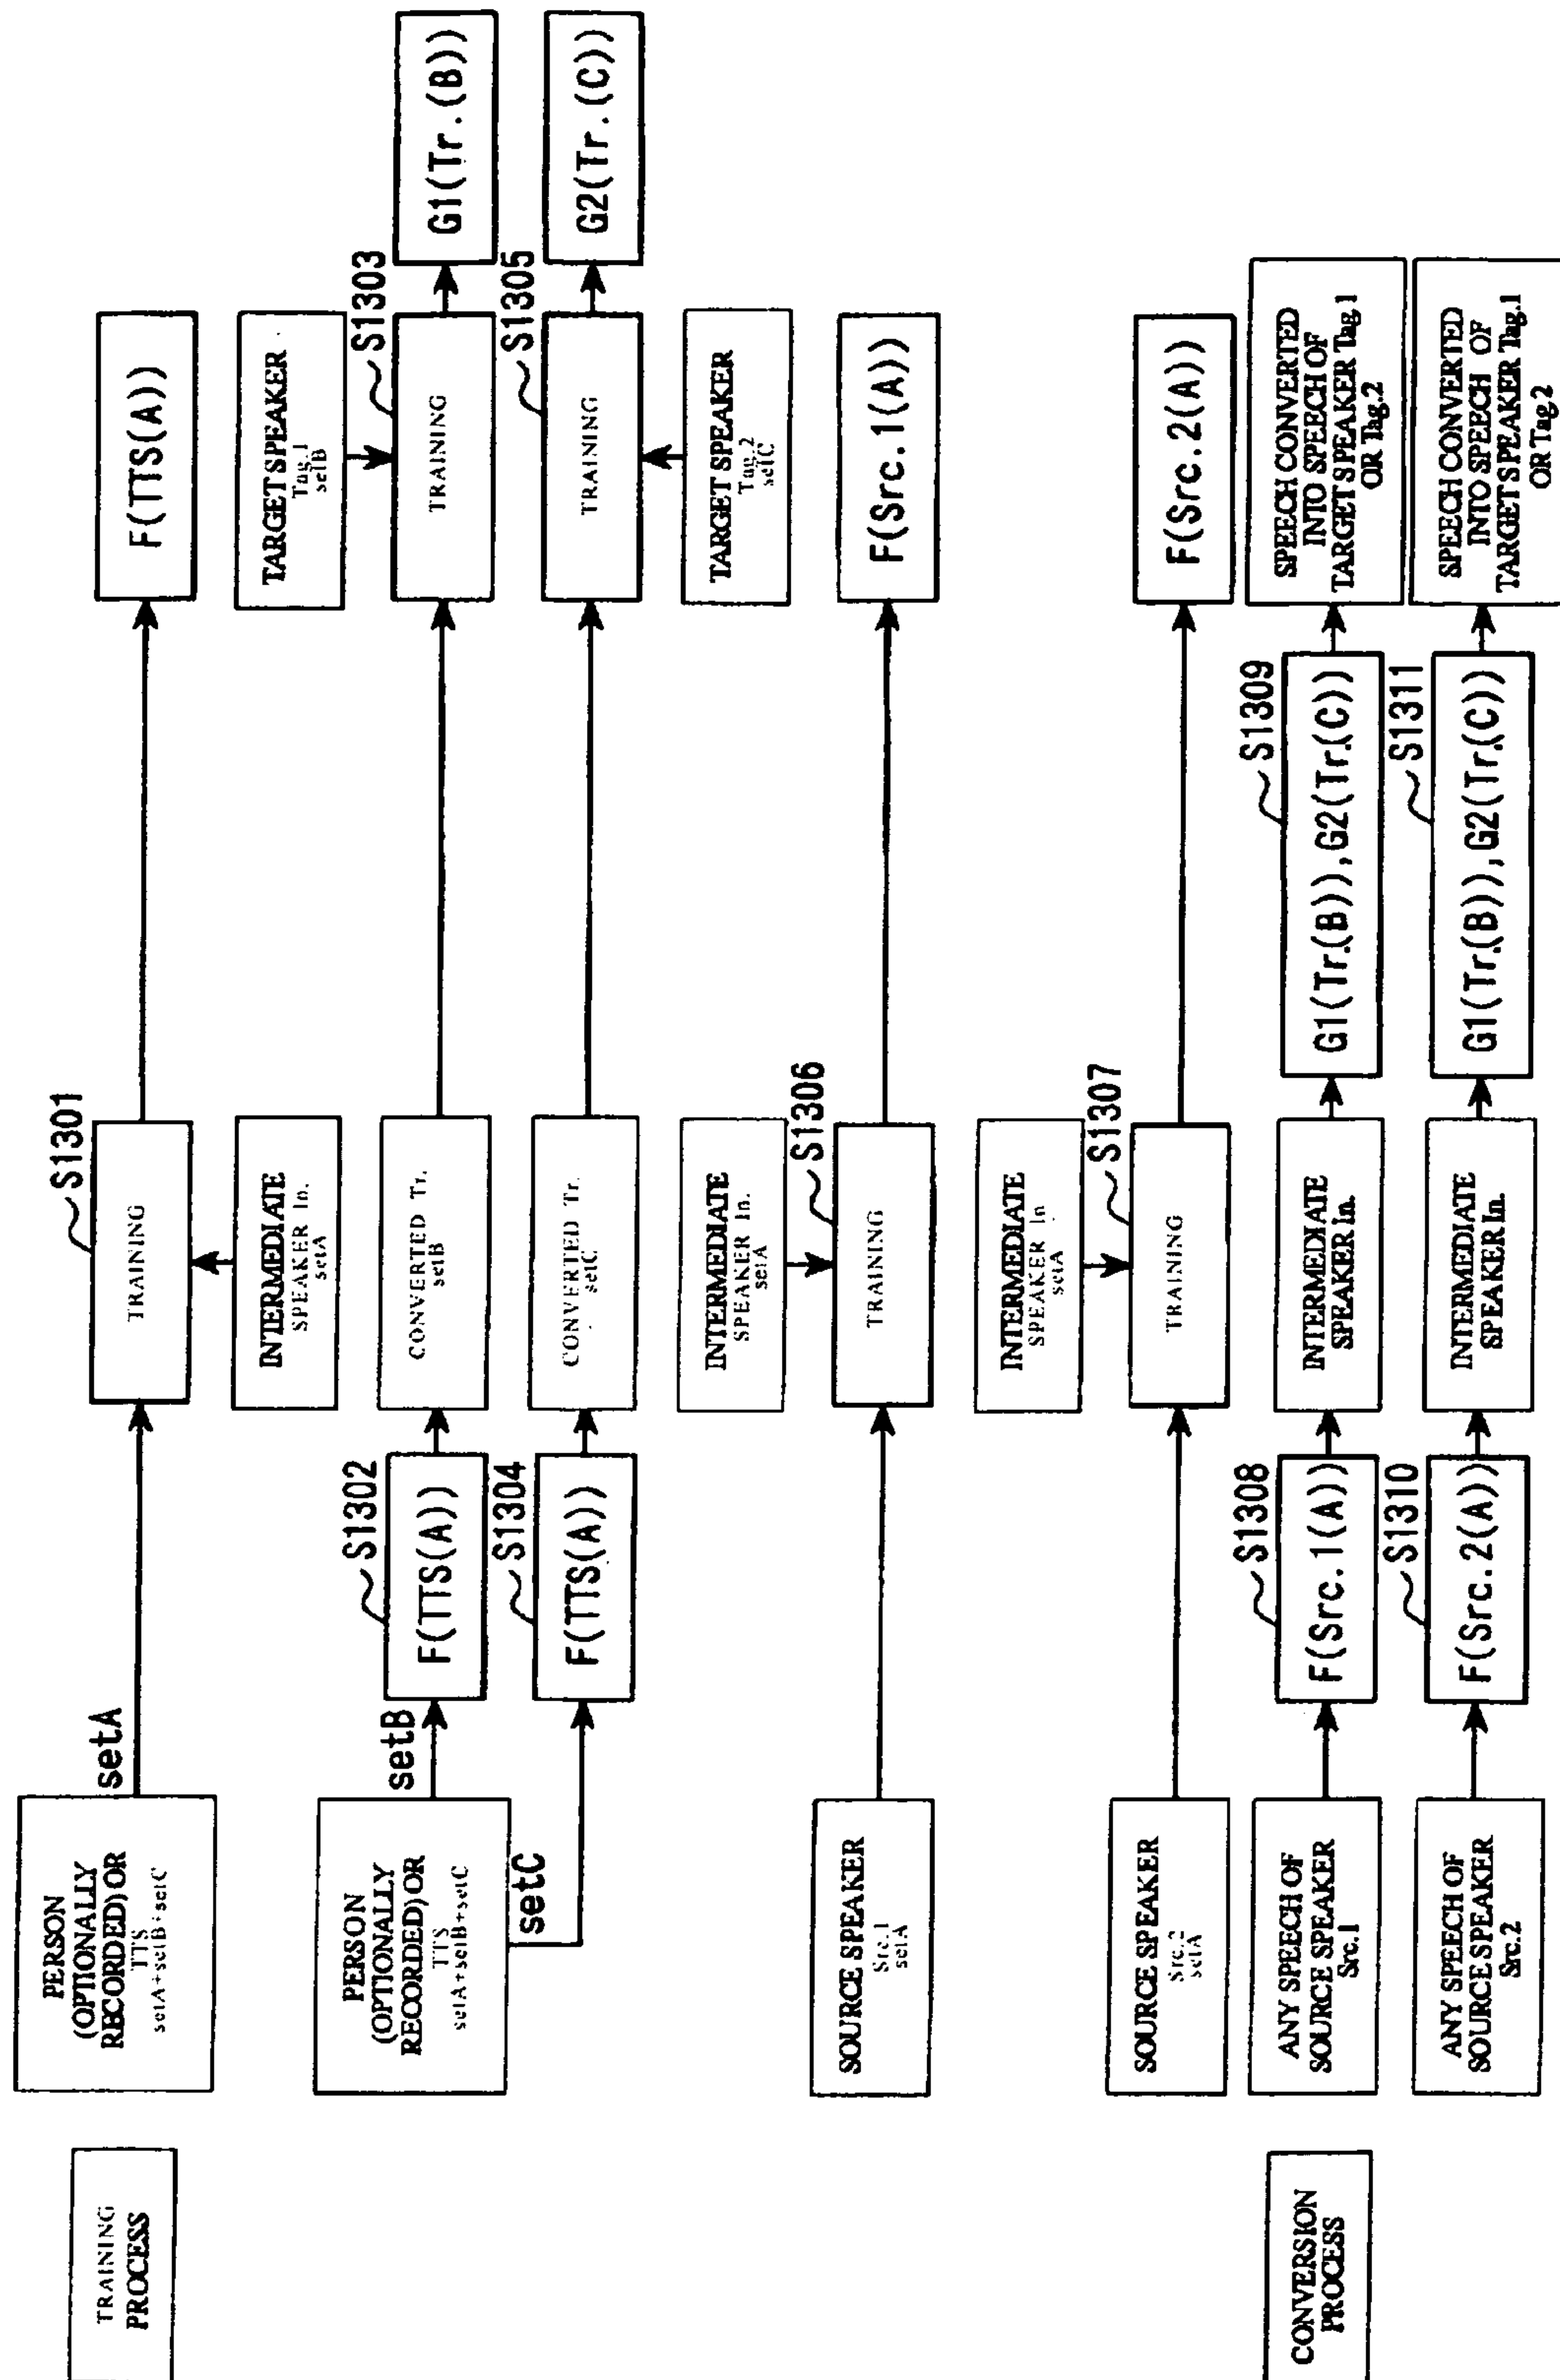 TRAINING
PROCESS
PERSON
(OPTIONALLY
RECORDED) OR
TTS
setA+setB+setC
setA
S1301
TRAINING
INTERMEDIATE
SPEAKER In.
setA
F(TTS(A))
PERSON
(OPTIONALLY
RECORDED) OR
TTS
setA+setB+setC
setB
S1302
F(TTS(A))
CONVERTED Tr.
setB
TARGET SPEAKER
Tag.1
setB
S1303
TRAINING
G1(Tr.(B))
setC
S1304
F(TTS(A))
CONVERTED Tr.
setC
S1305
TRAINING
G2(Tr.(C))
TARGET SPEAKER
Tag.2
setC
INTERMEDIATE
SPEAKER In.
setA
SOURCE SPEAKER
Src.1
setA
S1306
TRAINING
F(Src.1(A))
INTERMEDIATE
SPEAKER In
setA
SOURCE SPEAKER
Src.2
setA
S1307
TRAINING
F(Src.2(A))
CONVERSION
PROCESS
ANY SPEECH OF
SOURCE SPEAKER
Src.1
S1308
F(Src.1(A))
INTERMEDIATE
SPEAKER In.
S1309
G1(Tr.(B)),G2(Tr.(C))
SPEECH CONVERTED
INTO SPEECH OF
TARGET SPEAKER Tag.1
OR Tag.2
ANY SPEECH OF
SOURCE SPEAKER
Src.2
S1310
F(Src.2(A))
INTERMEDIATE
SPEAKER In.
S1311
G1(Tr.(B)),G2(Tr.(C))
SPEECH CONVERTED
INTO SPEECH OF
TARGET SPEAKER Tag.1
OR Tag.2